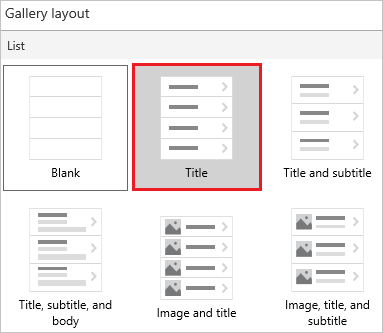 Gallery layout
List
Blank
Title
Title and subtitle
Title, subtitle, and
body
Image and title
Image, title, and
subtitle